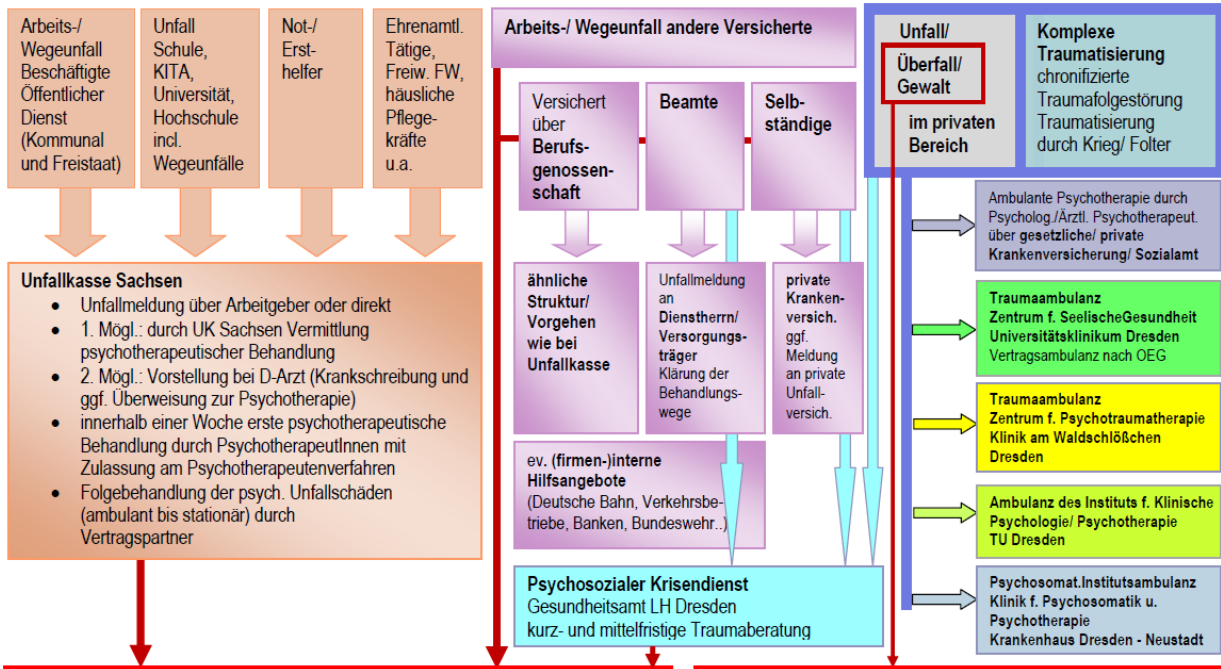 Arbeits-/
Wegeunfall
Beschäftigte
Öffentlicher
Dienst
(Kommunal
und Freistaat)
Unfall
Schule,
KITA,
Universität,
Hochschule
incl.
Wegeunfälle
Not-/
Erst-
helfer
Ehrenamtl.
Tätige,
Freiw. FW,
häusliche
Pflege-
kräfte
u.a.
Unfallkasse Sachsen
• Unfallmeldung über Arbeitgeber oder direkt
• 1. Mögl.: durch UK Sachsen Vermittlung
psychotherapeutischer Behandlung
• 2. Mögl.: Vorstellung bei D-Arzt (Krankschreibung und
ggf. Überweisung zur Psychotherapie)
• innerhalb einer Woche erste psychotherapeutische
Behandlung durch PsychotherapeutInnen mit
Zulassung am Psychotherapeutenverfahren
• Folgebehandlung der psych. Unfallschäden
(ambulant bis stationär) durch
Vertragspartner
Arbeits-/ Wegeunfall andere Versicherte
Versichert
über
Berufs-
genossen-
schaft
Beamte
Selb-
ständige
ähnliche
Struktur/
Vorgehen
wie bei
Unfallkasse
Unfallmeldung
an
Dienstherrn/
Versorgungs-
träger
Klärung der
Behandlungs-
wege
private
Kranken-
versich.
ggf.
Meldung
an private
Unfall-
versich.
ev. (firmen-)interne
Hilfsangebote
(Deutsche Bahn, Verkehrsbe-
triebe, Banken, Bundeswehr..)
Psychosozialer Krisendienst
Gesundheitsamt LH Dresden
kurz- und mittelfristige Traumaberatung
Unfall/
Überfall/
Gewalt
im privaten
Bereich
Komplexe
Traumatisierung
chronifizierte
Traumafolgestörung
Traumatisierung
durch Krieg/ Folter
Ambulante Psychotherapie durch
Psycholog./Ärztl. Psychotherapeut.
über gesetzliche/ private
Krankenversicherung/ Sozialamt
Traumaambulanz
Zentrum f. SeelischeGesundheit
Universitätsklinikum Dresden
Vertragsambulanz nach OEG
Traumaambulanz
Zentrum f. Psychotraumatherapie
Klinik am Waldschlößchen
Dresden
Ambulanz des Instituts f. Klinische
Psychologie/ Psychotherapie
TU Dresden
Psychosomat.Institutsambulanz
Klinik f. Psychosomatik u.
Psychotherapie
Krankenhaus Dresden - Neustadt